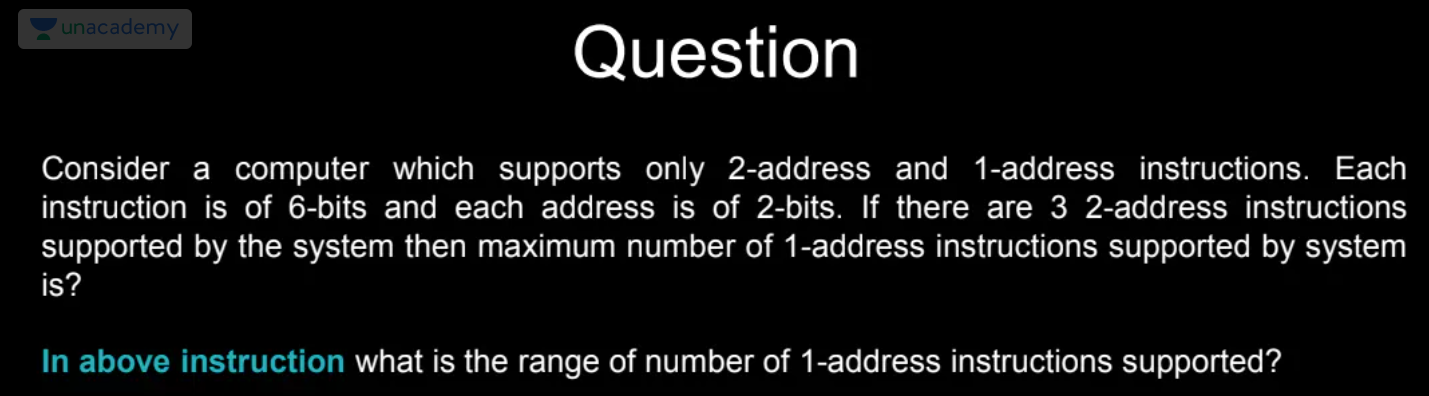 unacademy
Question
Consider a computer which supports only 2-address and 1-address instructions. Each
instruction is of 6-bits and each address is of 2-bits. If there are 3 2-address instructions
supported by the system then maximum number of 1-address instructions supported by system
is?
In above instruction what is the range of number of 1-address instructions supported?